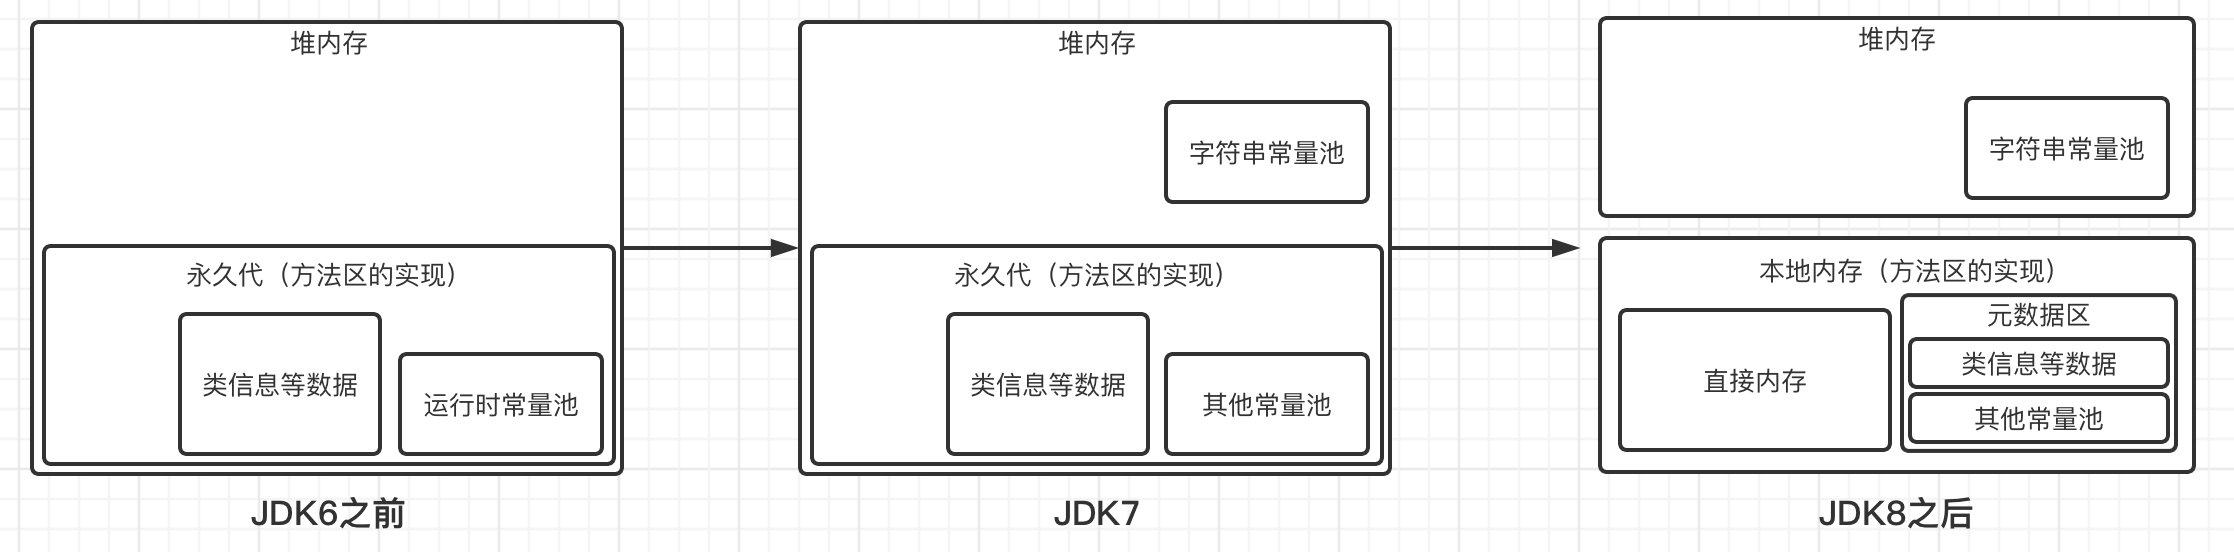 堆内存
永久代（方法区的实现）
类信息等数据
运行时常量池
JDK6之前
堆内存
字符串常量池
永久代（方法区的实现）
类信息等数据
其他常量池
JDK7
堆内存
字符串常量池
本地内存（方法区的实现）
直接内存
元数据区
类信息等数据
其他常量池
JDK8之后